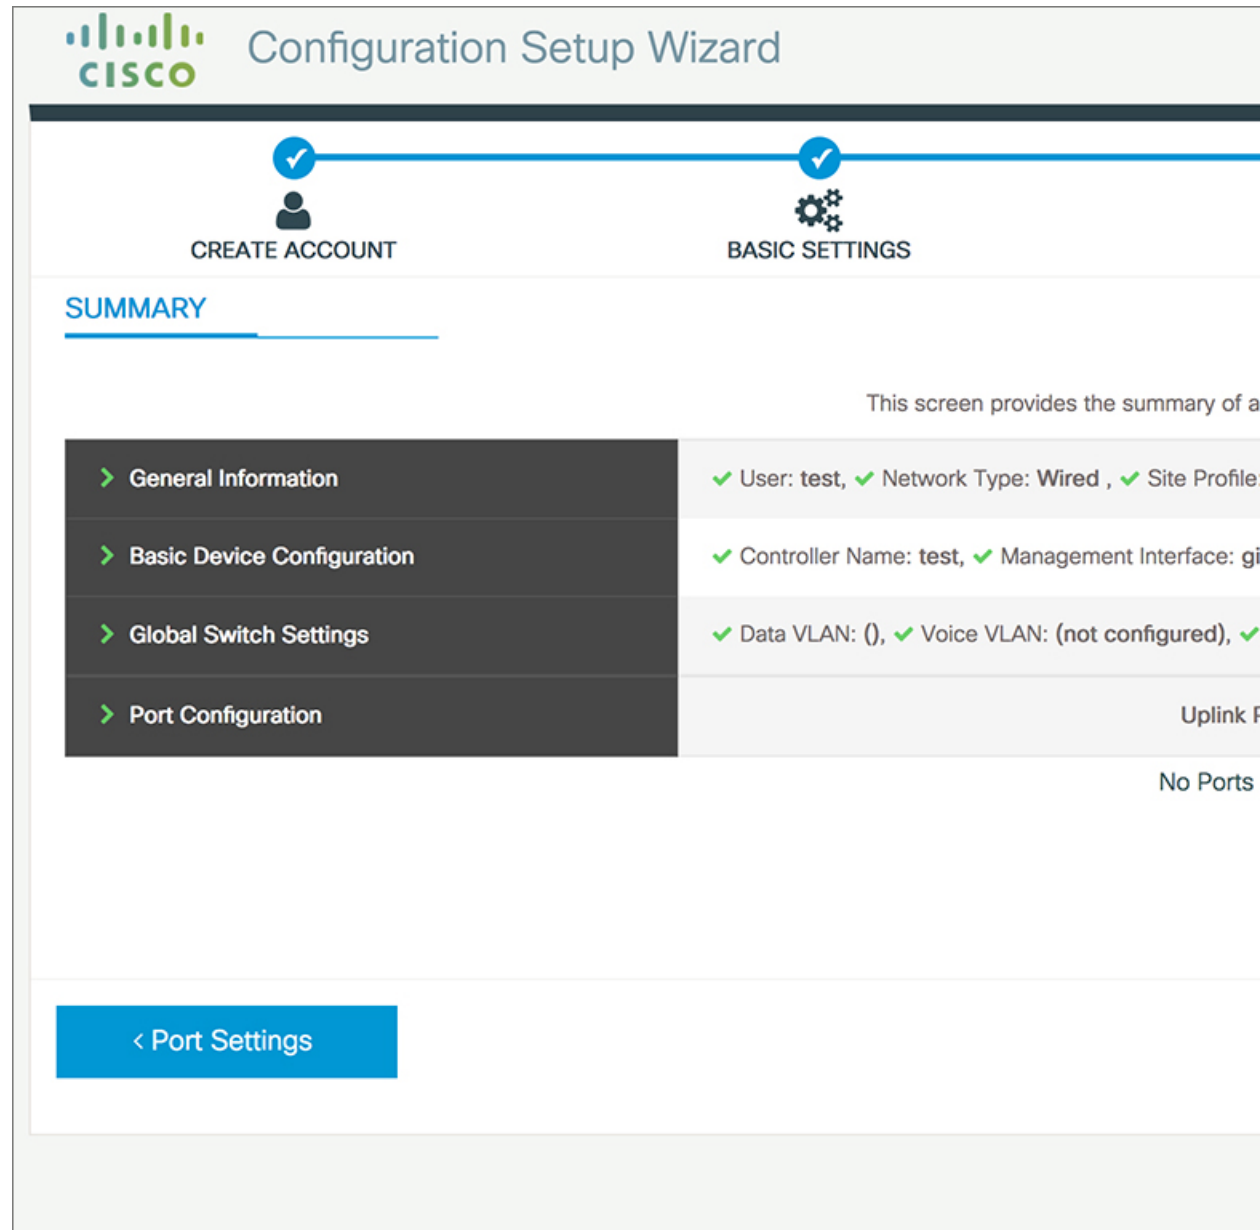 CISCO
Configuration Setup Wizard
CREATE ACCOUNT
BASIC SETTINGS
SUMMARY
This screen provides the summary of a
General Information
User: test, Network Type: Wired , Site Profile:
Basic Device Configuration
Controller Name: test, Management Interface: gi
Global Switch Settings
Data VLAN: (), Voice VLAN: (not configured),
Port Configuration
Uplink P
No Ports
< Port Settings